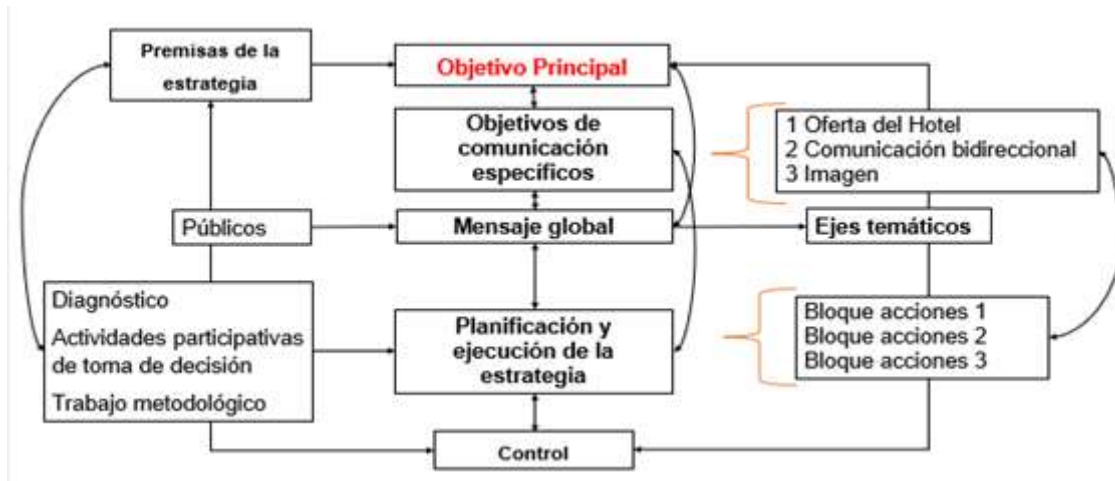 Premisas de la
estrategia
Objetivo Principal
Objetivos de
comunicación
específicos
1 Oferta del Hotel
2 Comunicación bidireccional
3 Imagen
Públicos
Mensaje global
Ejes temáticos
Diagnóstico
Actividades participativas
de toma de decisión
Trabajo metodológico
Planificación y
ejecución de la
estrategia
Bloque acciones 1
Bloque acciones 2
Bloque acciones 3
Control